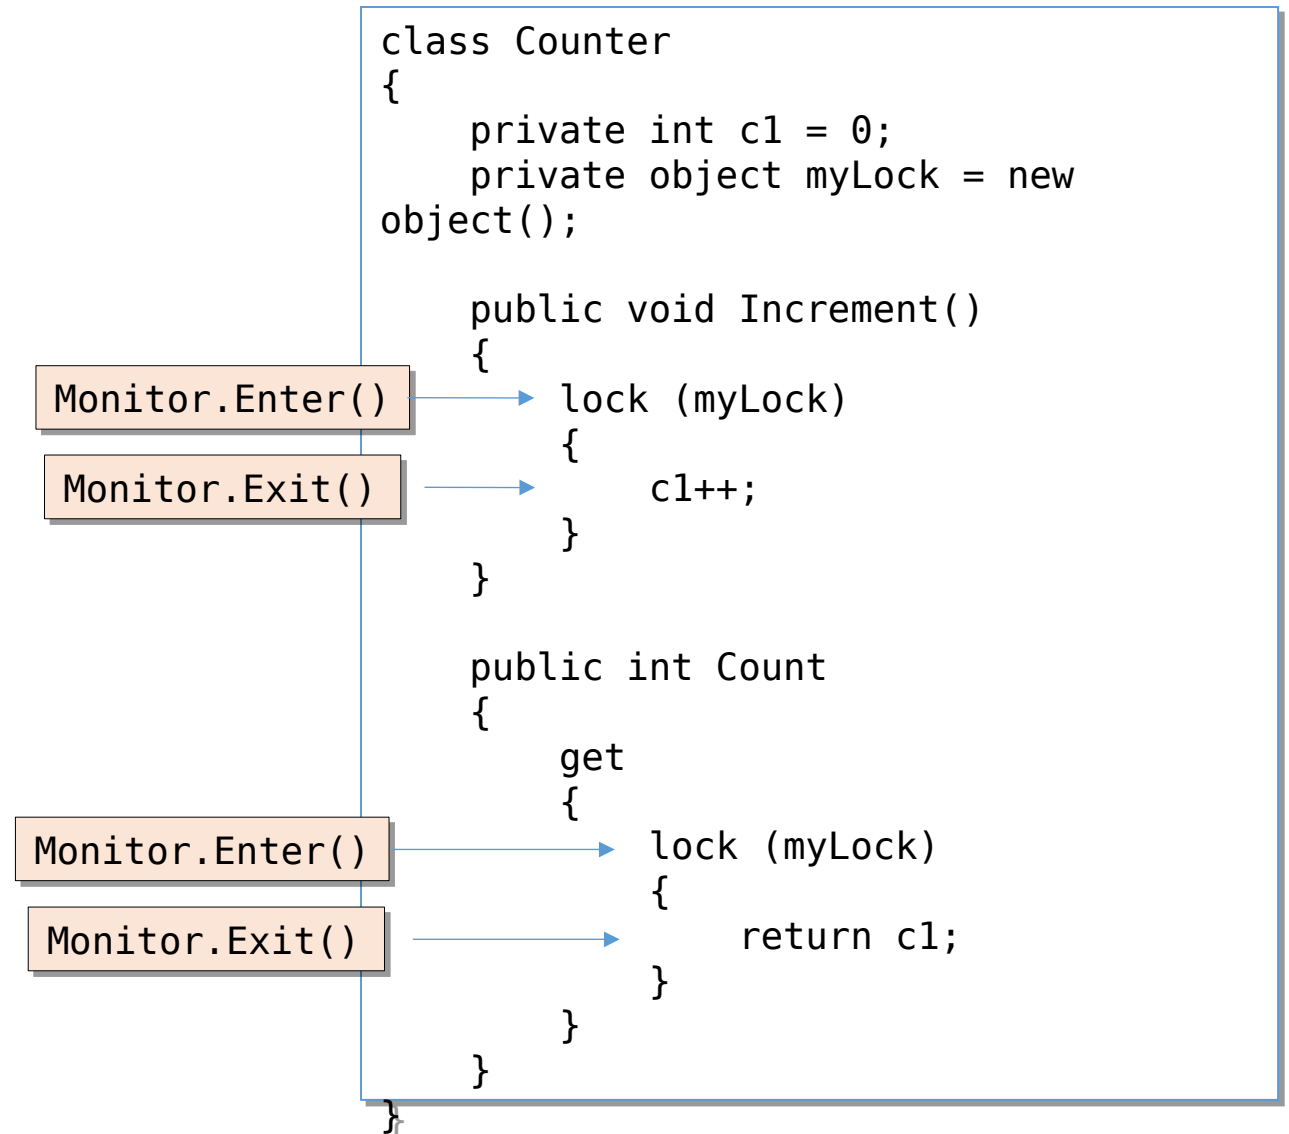 class Counter
{
    private int c1 = 0;
    private object myLock = new
object();

    public void Increment()
    {
Monitor.Enter()
        lock (myLock)
        {
Monitor.Exit()
            c1++;
        }
    }

    public int Count
    {
        get
        {
Monitor.Enter()
            lock (myLock)
            {
Monitor.Exit()
                return c1;
            }
        }
    }
}